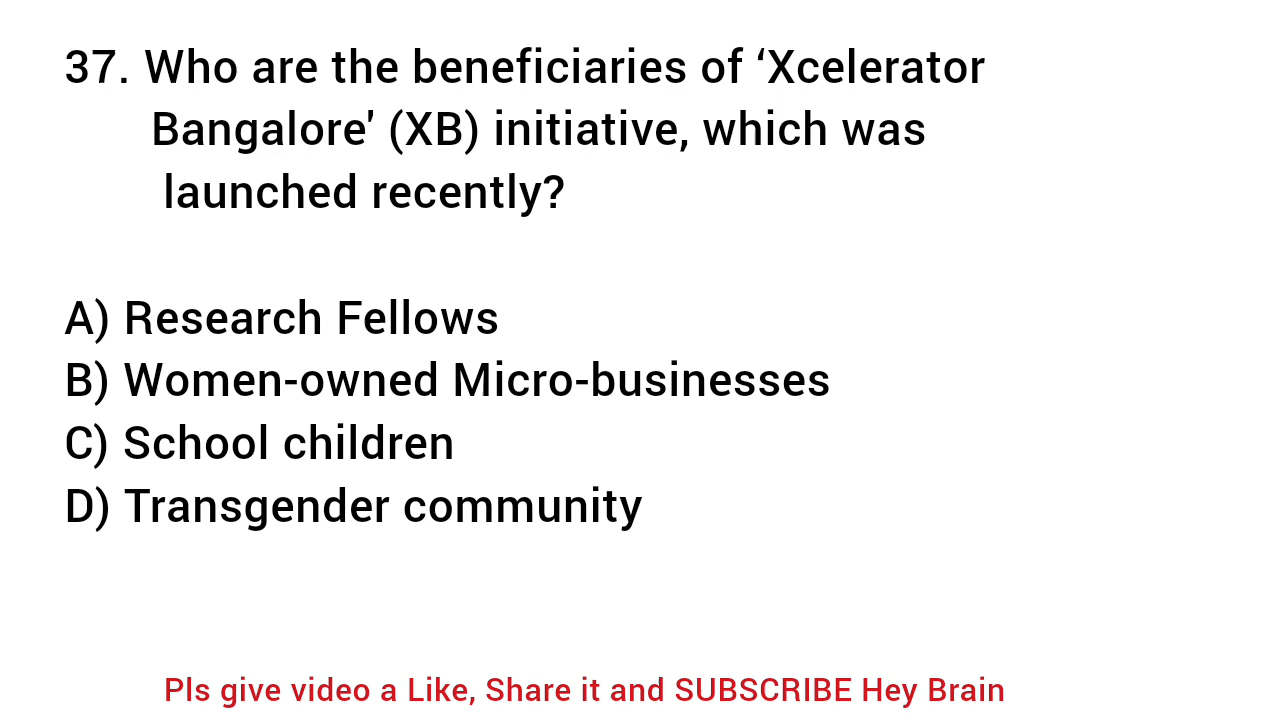 37. Who are the beneficiaries of ‘Xcelerator
Bangalore' (XB) initiative, which was
launched recently?
A) Research Fellows
B) Women-owned Micro-businesses
C) School children
D) Transgender community
Pls give video a Like, Share it and SUBSCRIBE Hey Brain